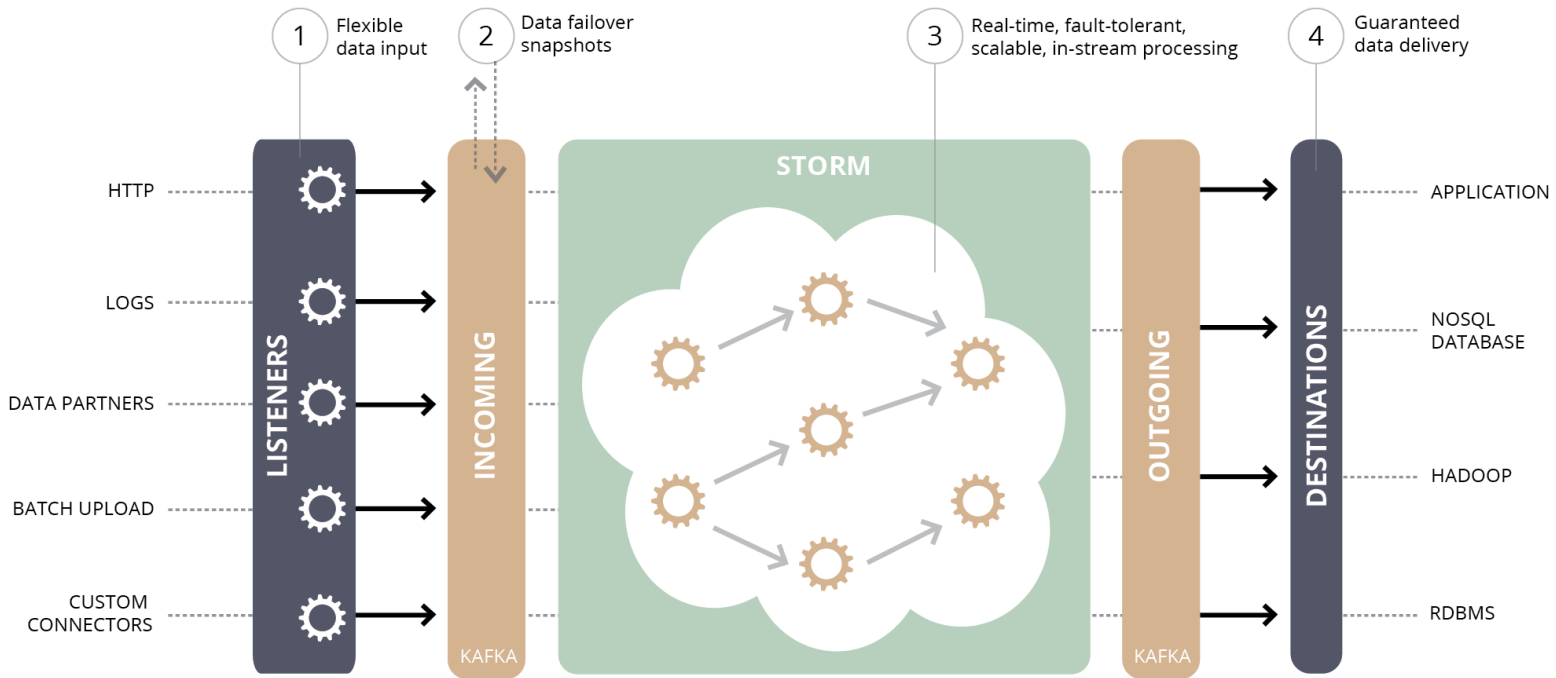 1
Flexible
data input
2
Data failover
snapshots
3
Real-time, fault-tolerant,
scalable, in-stream processing
4
Guaranteed
data delivery
HTTP
LOGS
DATA PARTNERS
BATCH UPLOAD
CUSTOM
CONNECTORS
LISTENERS
INCOMING
KAFKA
STORM
OUTGOING
KAFKA
DESTINATIONS
APPLICATION
NOSQL
DATABASE
HADOOP
RDBMS